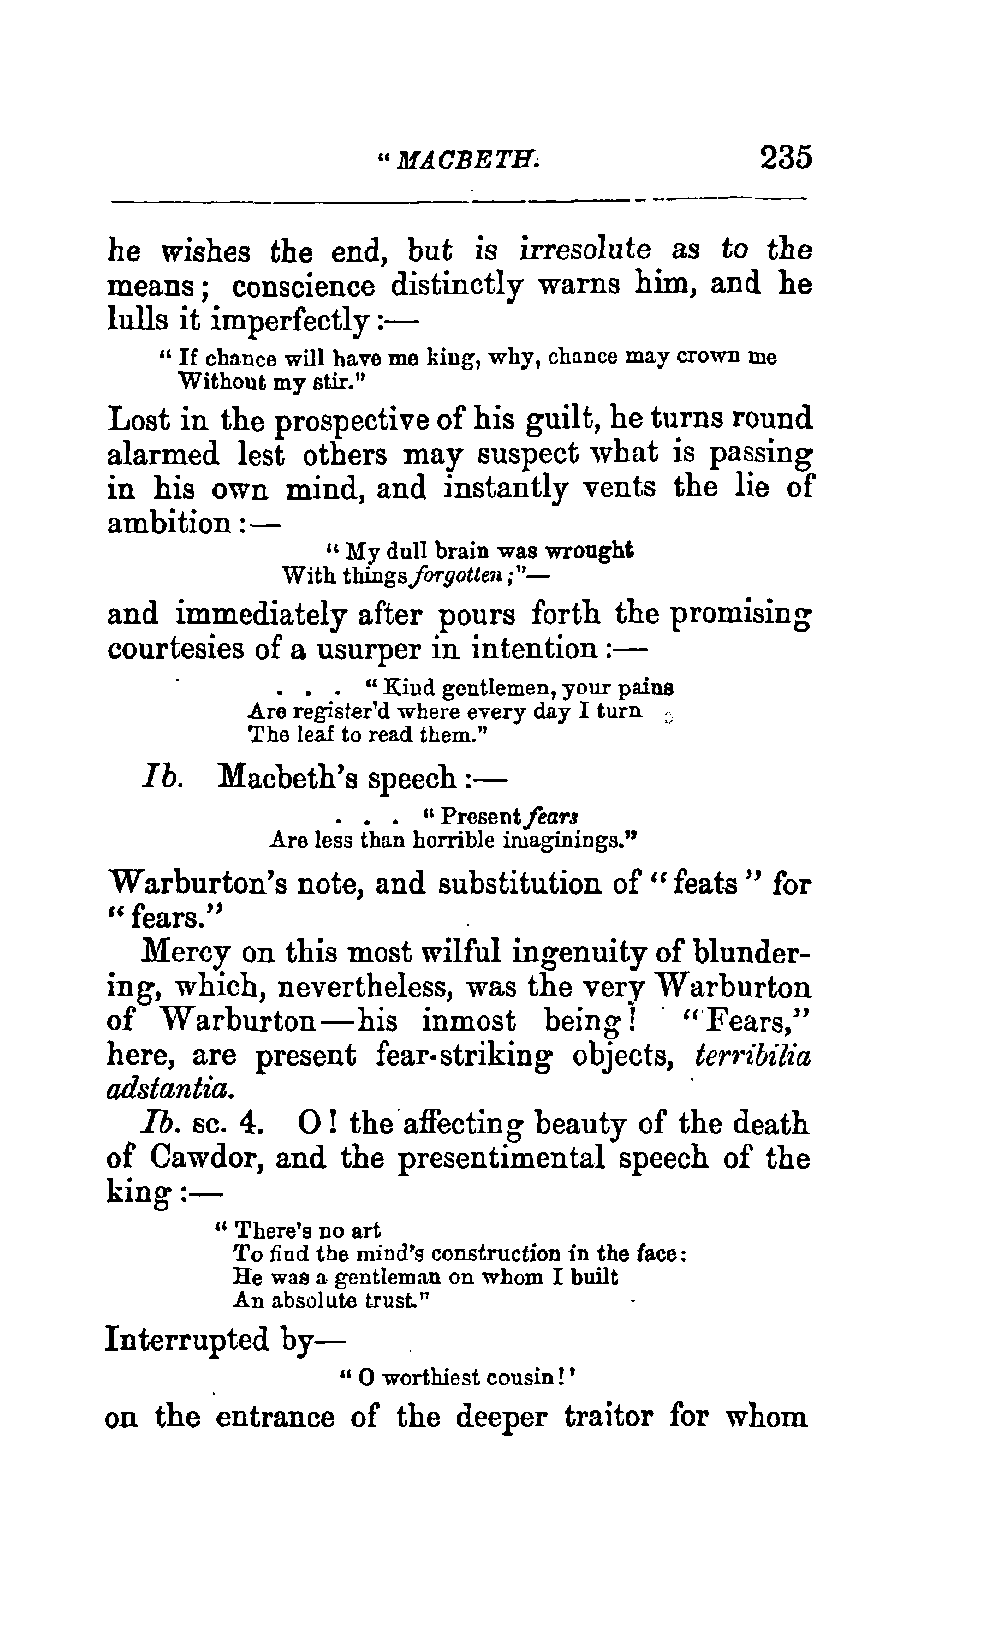 “ MACBETH. 235
he wishes the end, but is irresolute as to the
means ; conscience distinctly warns him, and he
lulls it imperfectly :—
“ If chance will have me king, why, chance may crown me
Without my stir.”
Lost in the prospective of his guilt, he turns round
alarmed lest others may suspect what is passing
in his own mind, and instantly vents the lie of
ambition :—
“ My dull brain was wrought
With things forgotten ;”—
and immediately after pours forth the promising
courtesies of a usurper in intention :—
. . . “ Kind gentlemen, your pains
Are register’d where every day I turn
The leaf to read them.”
Ib. Macbeth’s speech :—
. . . “ Present fears
Are less than horrible imaginings.”
Warburton’s note, and substitution of “ feats ” for
“ fears.”
Mercy on this most wilful ingenuity of blunder-
ing, which, nevertheless, was the very Warburton
of Warburton—his inmost being ! “ Fears,”
here, are present fear-striking objects, terribilia
adstantia.
Ib. sc. 4. O ! the affecting beauty of the death
of Cawdor, and the presentimental speech of the
king :—
“ There’s no art
To find the mind’s construction in the face :
He was a gentleman on whom I built
An absolute trust.”
Interrupted by—
“ O worthiest cousin ! ’
on the entrance of the deeper traitor for whom